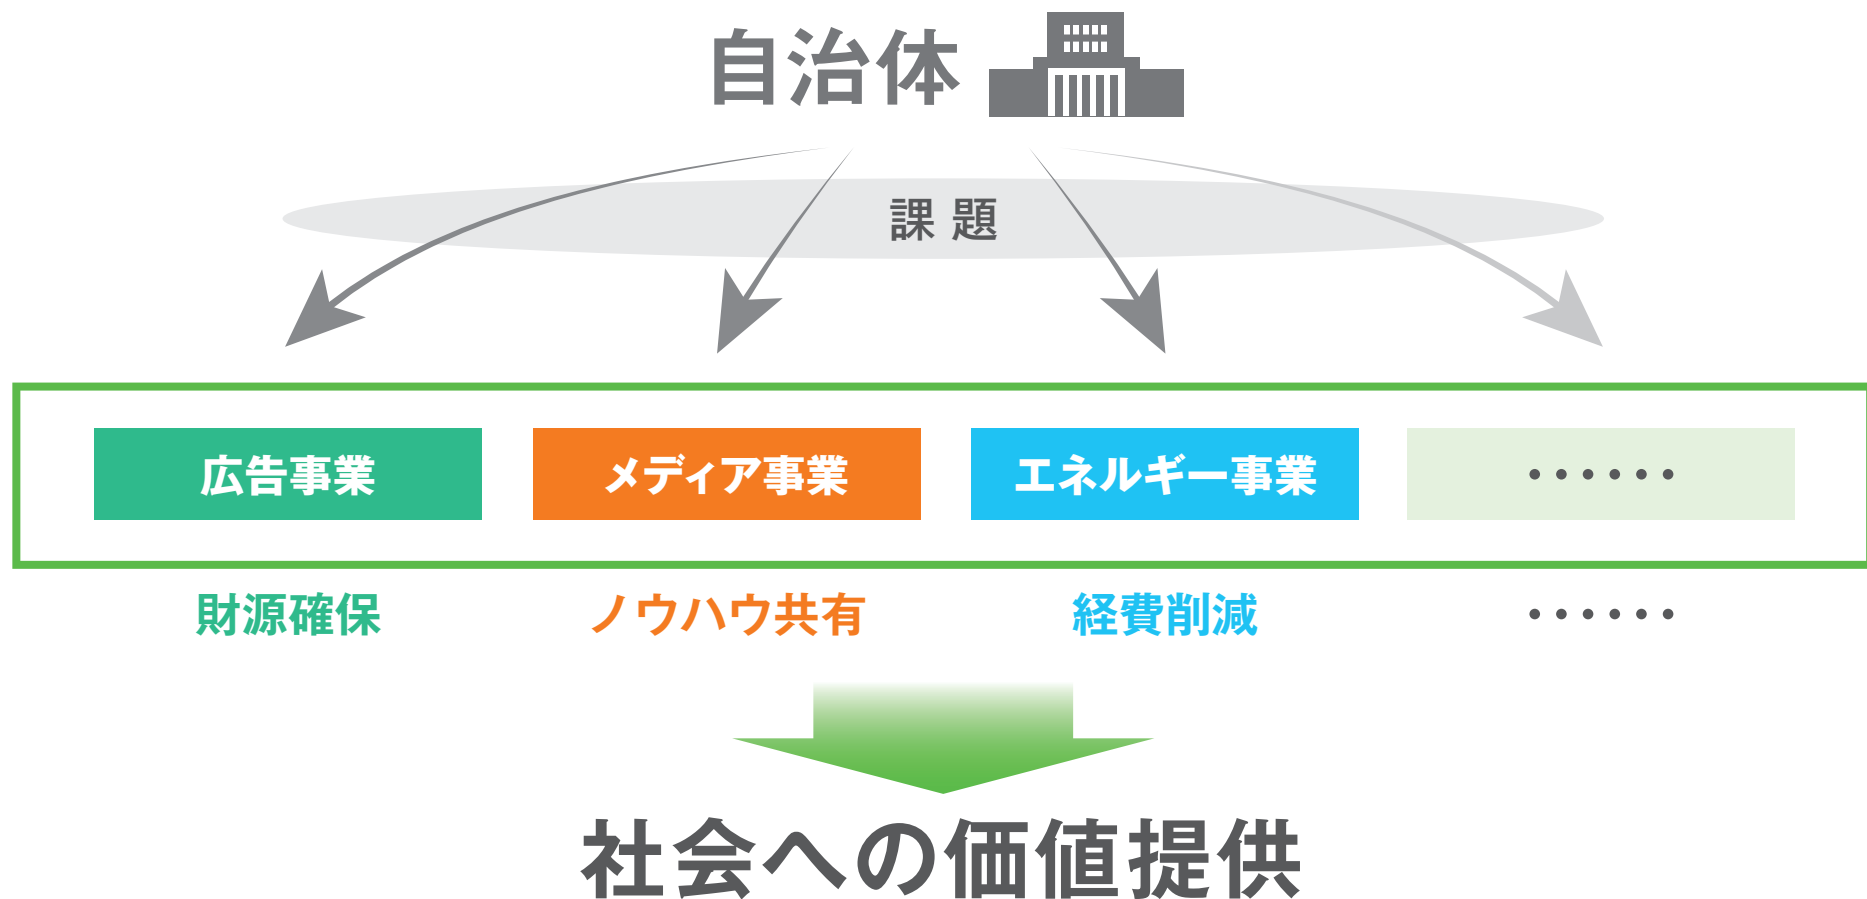 自治体
課題
広告事業 メディア事業 エネルギー事業 ・・・・・・
財源確保 ノウハウ共有 経費削減 ・・・・・・
社会への価値提供